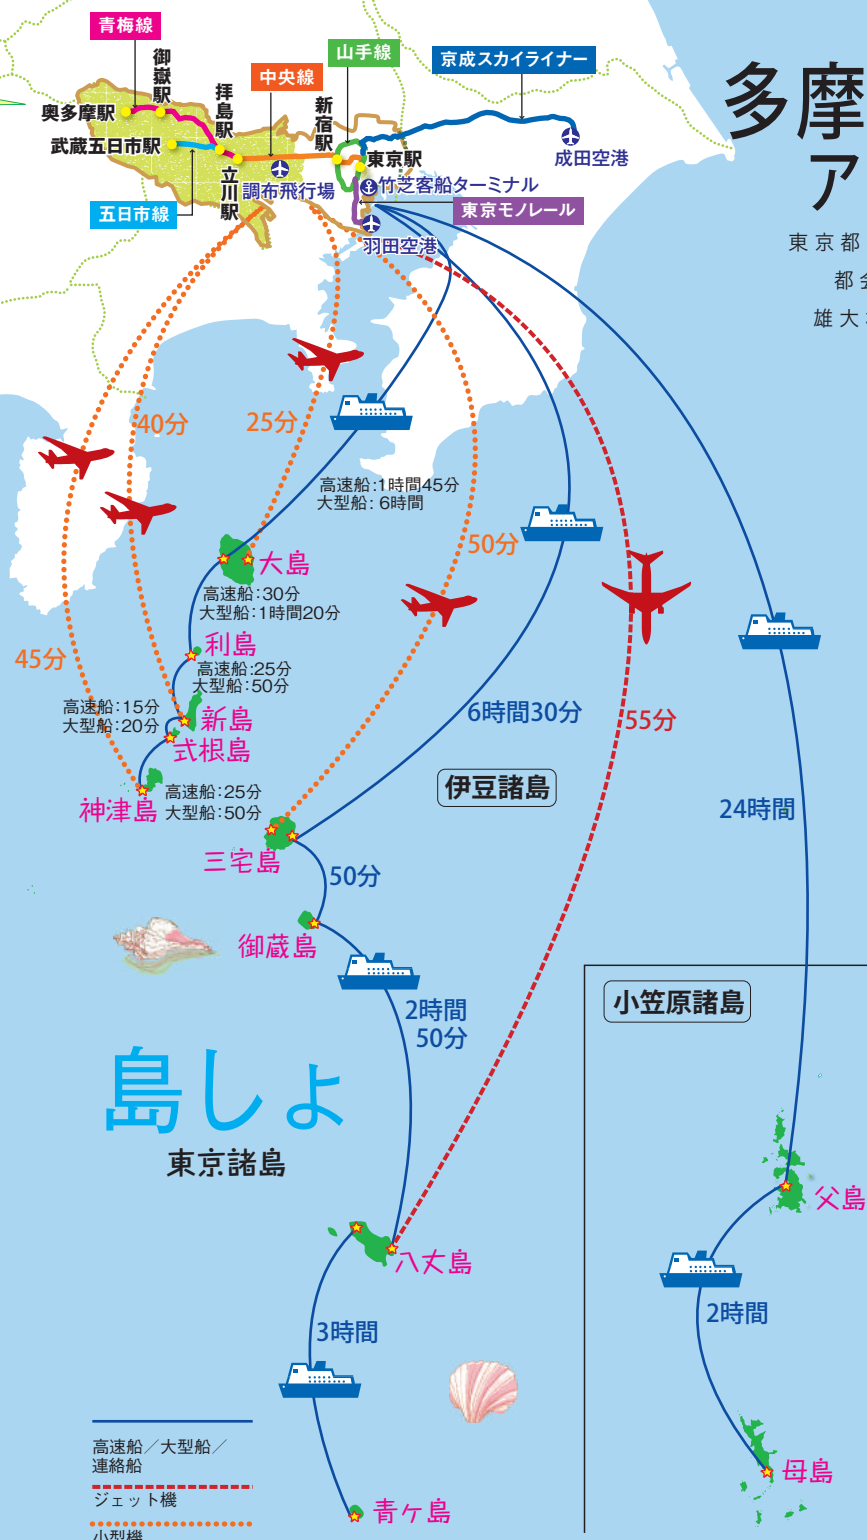 青梅線
御嶽駅
山手線
京成スカイライナー
拝島駅
中央線
新宿駅
奥多摩駅
武蔵五日市駅
東京駅
成田空港
立川駅
調布飛行場
竹芝客船ターミナル
五日市線
東京モノレール
羽田空港
多摩
ア
東京都
都会
雄大
40分
25分
高速船:1時間45分
大型船:6時間
50分
大島
高速船:30分
大型船:1時間20分
45分
利島
高速船:25分
大型船:50分
高速船:15分
大型船:20分
新島
式根島
神津島
高速船:25分
大型船:50分
6時間30分
55分
伊豆諸島
24時間
三宅島
50分
御蔵島
2時間
50分
小笠原諸島
島しょ
東京諸島
父島
八丈島
3時間
2時間
母島
青ケ島
高速船/大型船/
連絡船
ジェット機
小型機